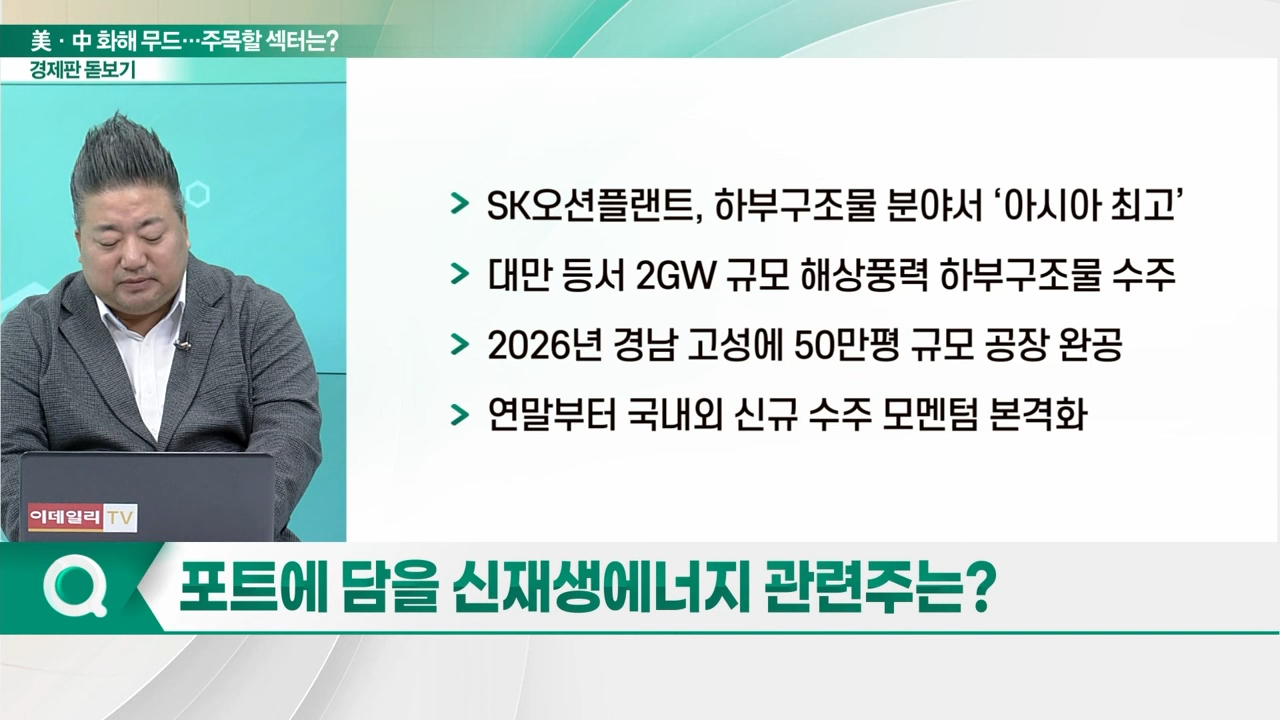 美·中 화해 무드…주목할 섹터는?
경제판 돋보기
> SK오션플랜트, 하부구조물 분야서 ‘아시아 최고’
> 대만 등서 2GW 규모 해상풍력 하부구조물 수주
> 2026년 경남 고성에 50만평 규모 공장 완공
> 연말부터 국내외 신규 수주 모멘텀 본격화
이데일리 TV
Q 포트에 담을 신재생에너지 관련주는?